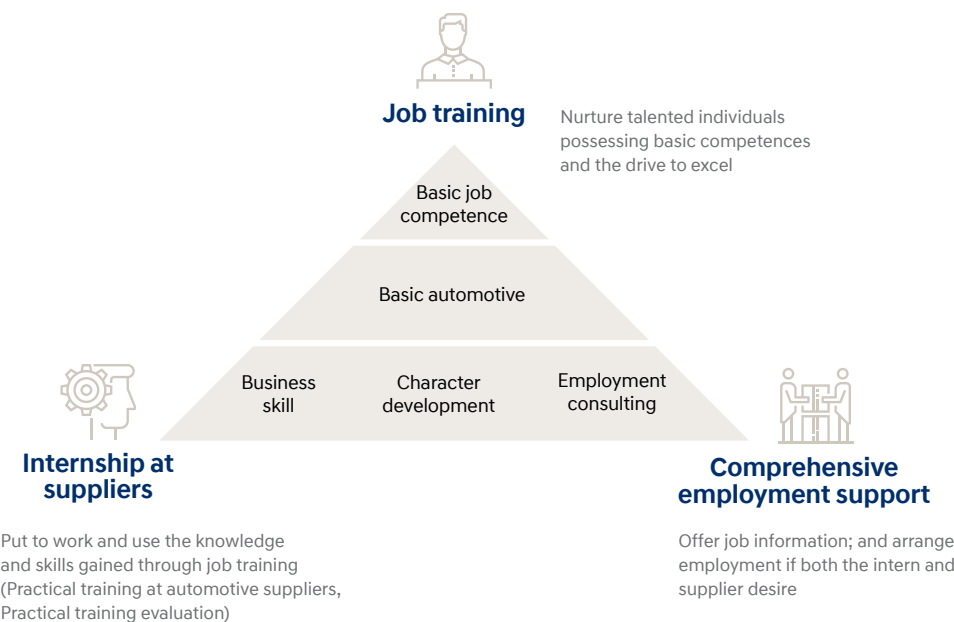 Job training
Nurture talented individuals
possessing basic competences
and the drive to excel
Basic job
competence
Basic automotive
Business
skill
Character
development
Employment
consulting
Internship at
suppliers
Put to work and use the knowledge
and skills gained through job training
(Practical training at automotive suppliers,
Practical training evaluation)
Comprehensive
employment support
Offer job information; and arrange
employment if both the intern and
supplier desire